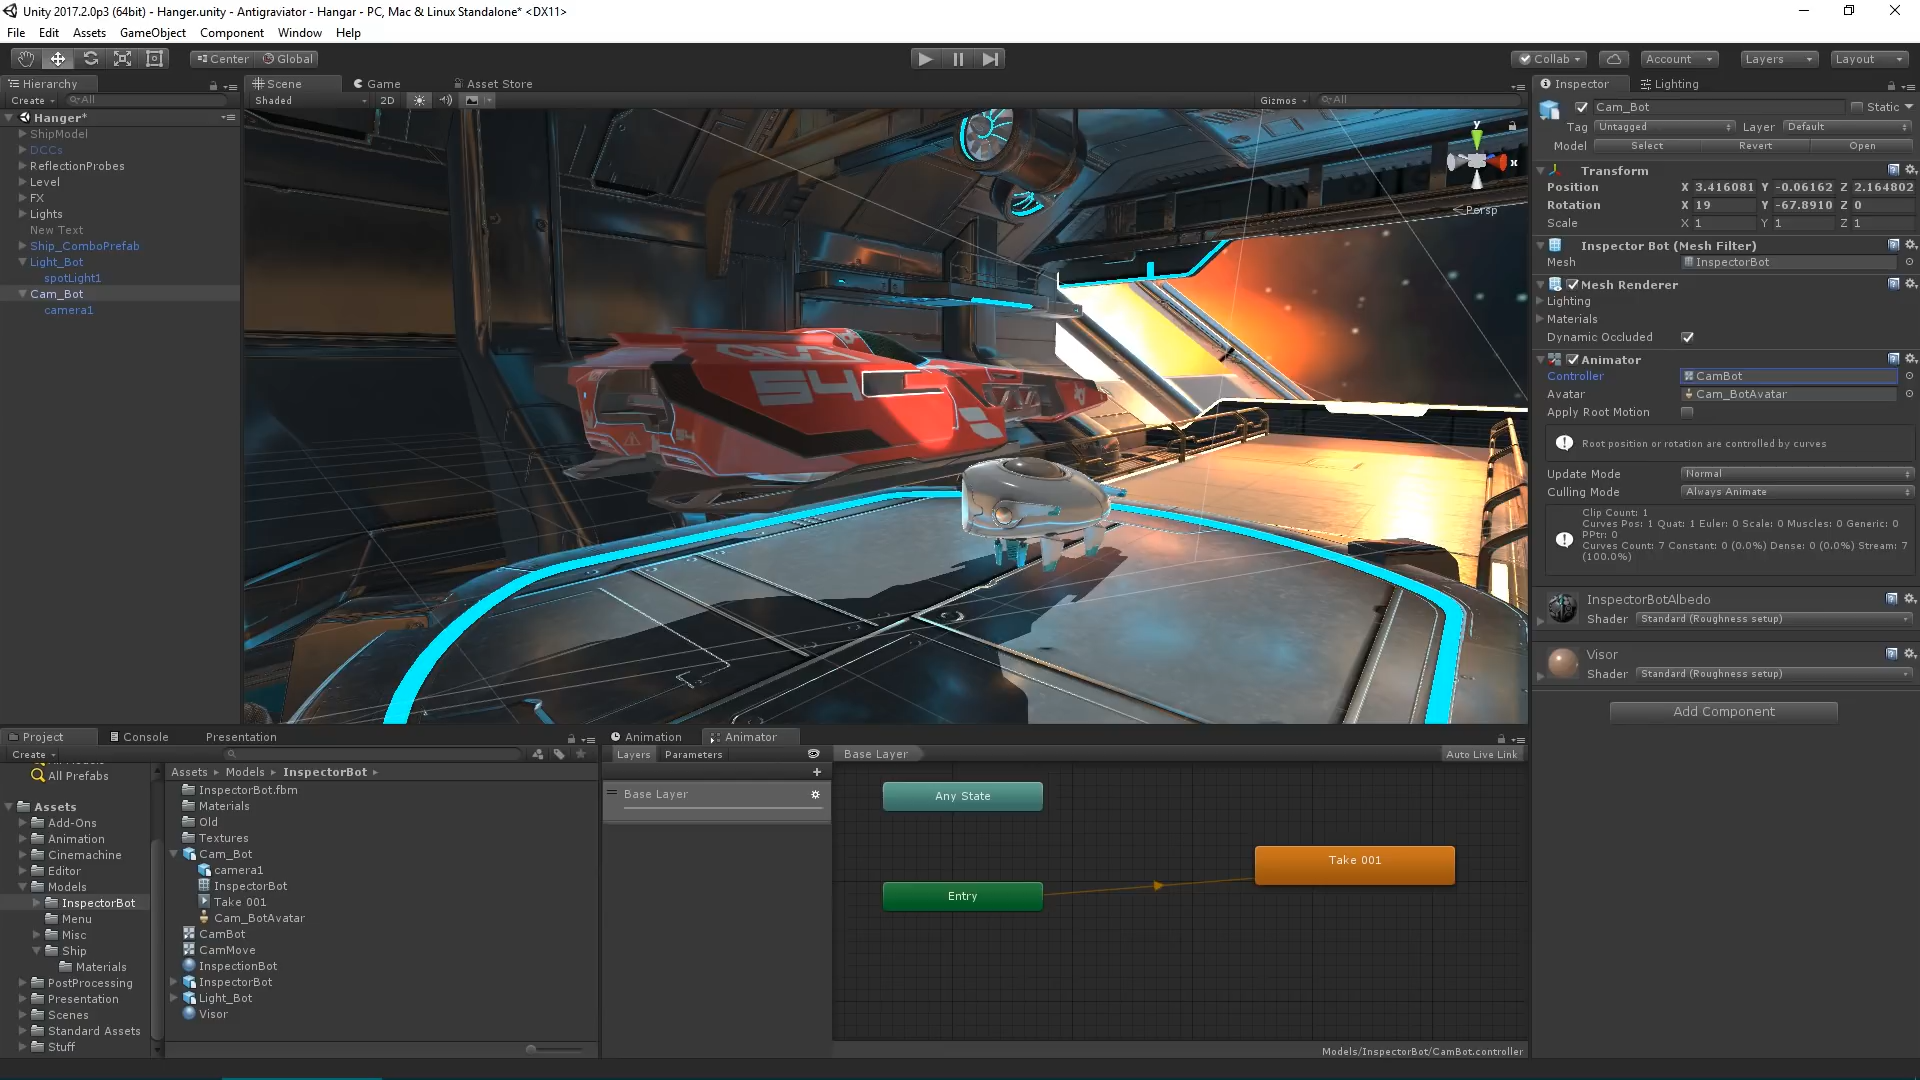 Unity 2017.2.0p3 (64bit) - Hanger.unity - Antigraviator - Hangar - PC, Mac & Linux Standalone* <DX11>
File Edit Assets GameObject Component Window Help
Center Global
Collab Account Layers Layout
Hierarchy
Create All
Hanger*
ShipModel
DCCs
ReflectionProbes
Level
FX
Lights
New Text
Ship_ComboPrefab
Light_Bot
spotLight1
Cam_Bot
camera1
Scene Game Asset Store
Shaded 2D Gizmos All
y
x
Persp
54
54
Inspector Lighting
Cam_Bot Static
Tag Untagged Layer Default
Model Select Revert Open
Transform
Position X 3.416081 Y -0.06162 Z 2.164802
Rotation X 19 Y -67.8910 Z 0
Scale X 1 Y 1 Z 1
Inspector Bot (Mesh Filter)
Mesh InspectorBot
Mesh Renderer
Lighting
Materials
Dynamic Occluded
Animator
Controller CamBot
Avatar Cam_BotAvatar
Apply Root Motion
Root position or rotation are controlled by curves
Update Mode Normal
Culling Mode Always Animate
Clip Count: 1
Curves Pos: 1 Quat: 1 Euler: 0 Scale: 0 Muscles: 0 Generic: 0
PPtr: 0
Curves Count: 7 Constant: 0 (0.0%) Dense: 0 (0.0%) Stream: 7
(100.0%)
InspectorBotAlbedo
Shader Standard (Roughness setup)
Visor
Shader Standard (Roughness setup)
Add Component
Project Console Presentation
Create
All Prefabs
Assets
Add-Ons
Animation
Cinemachine
Editor
Models
InspectorBot
Menu
Misc
Ship
Materials
PostProcessing
Presentation
Scenes
Standard Assets
Stuff
Assets Models InspectorBot
InspectorBot.fbm
Materials
Old
Textures
Cam_Bot
camera1
InspectorBot
Take 001
Cam_BotAvatar
CamBot
CamMove
InspectionBot
InspectorBot
Light_Bot
Visor
Animation Animator
Layers Parameters
Base Layer
Base Layer Auto Live Link
Any State
Take 001
Entry
Models/InspectorBot/CamBot.controller